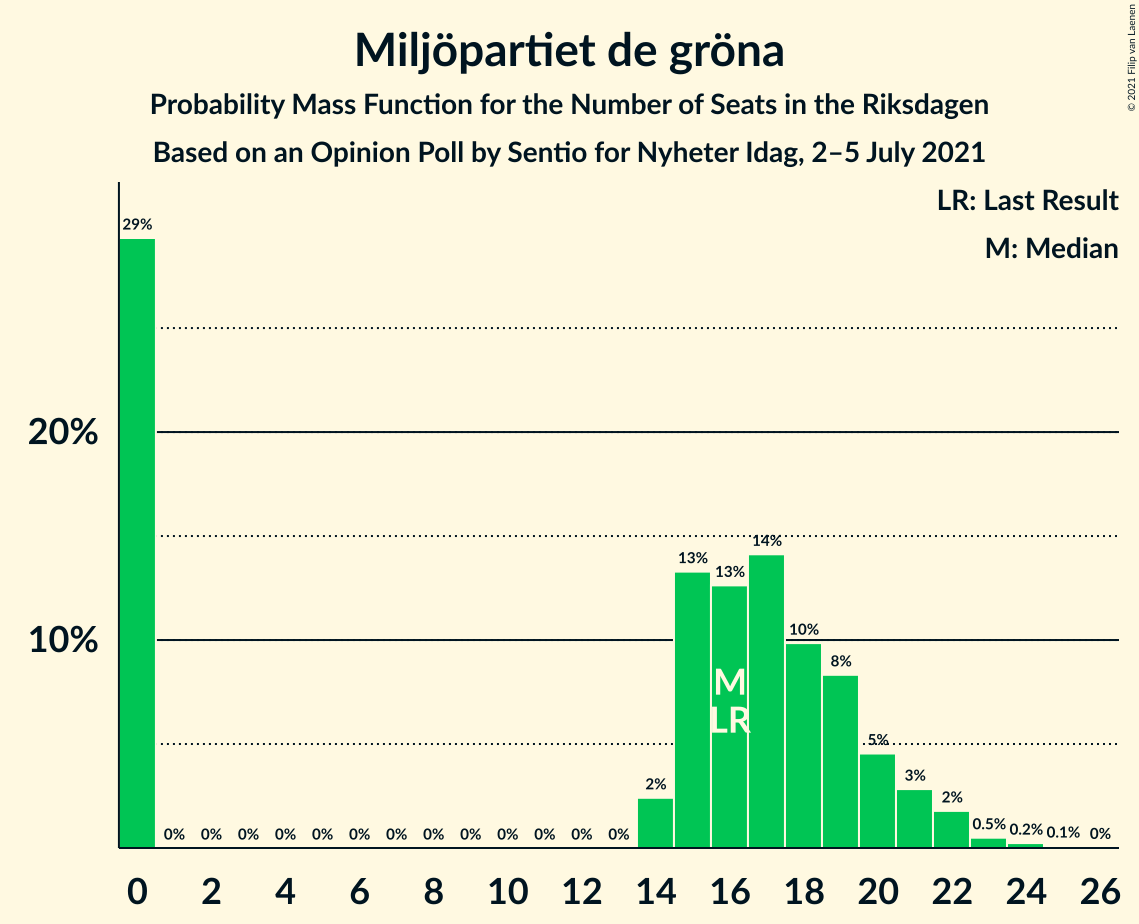 Miljöpartiet de gröna
Probability Mass Function for the Number of Seats in the Riksdagen
Based on an Opinion Poll by Sentio for Nyheter Idag, 2–5 July 2021
© 2021 Filip van Laenen
LR: Last Result
M: Median
29%
20%
10%
0% 0% 0% 0% 0% 0% 0% 0% 0% 0% 0% 0% 0% 2% 13% 13% 14% 10% 8% 5% 3% 2% 0.5% 0.2% 0.1% 0%
M
LR
0 2 4 6 8 10 12 14 16 18 20 22 24 26